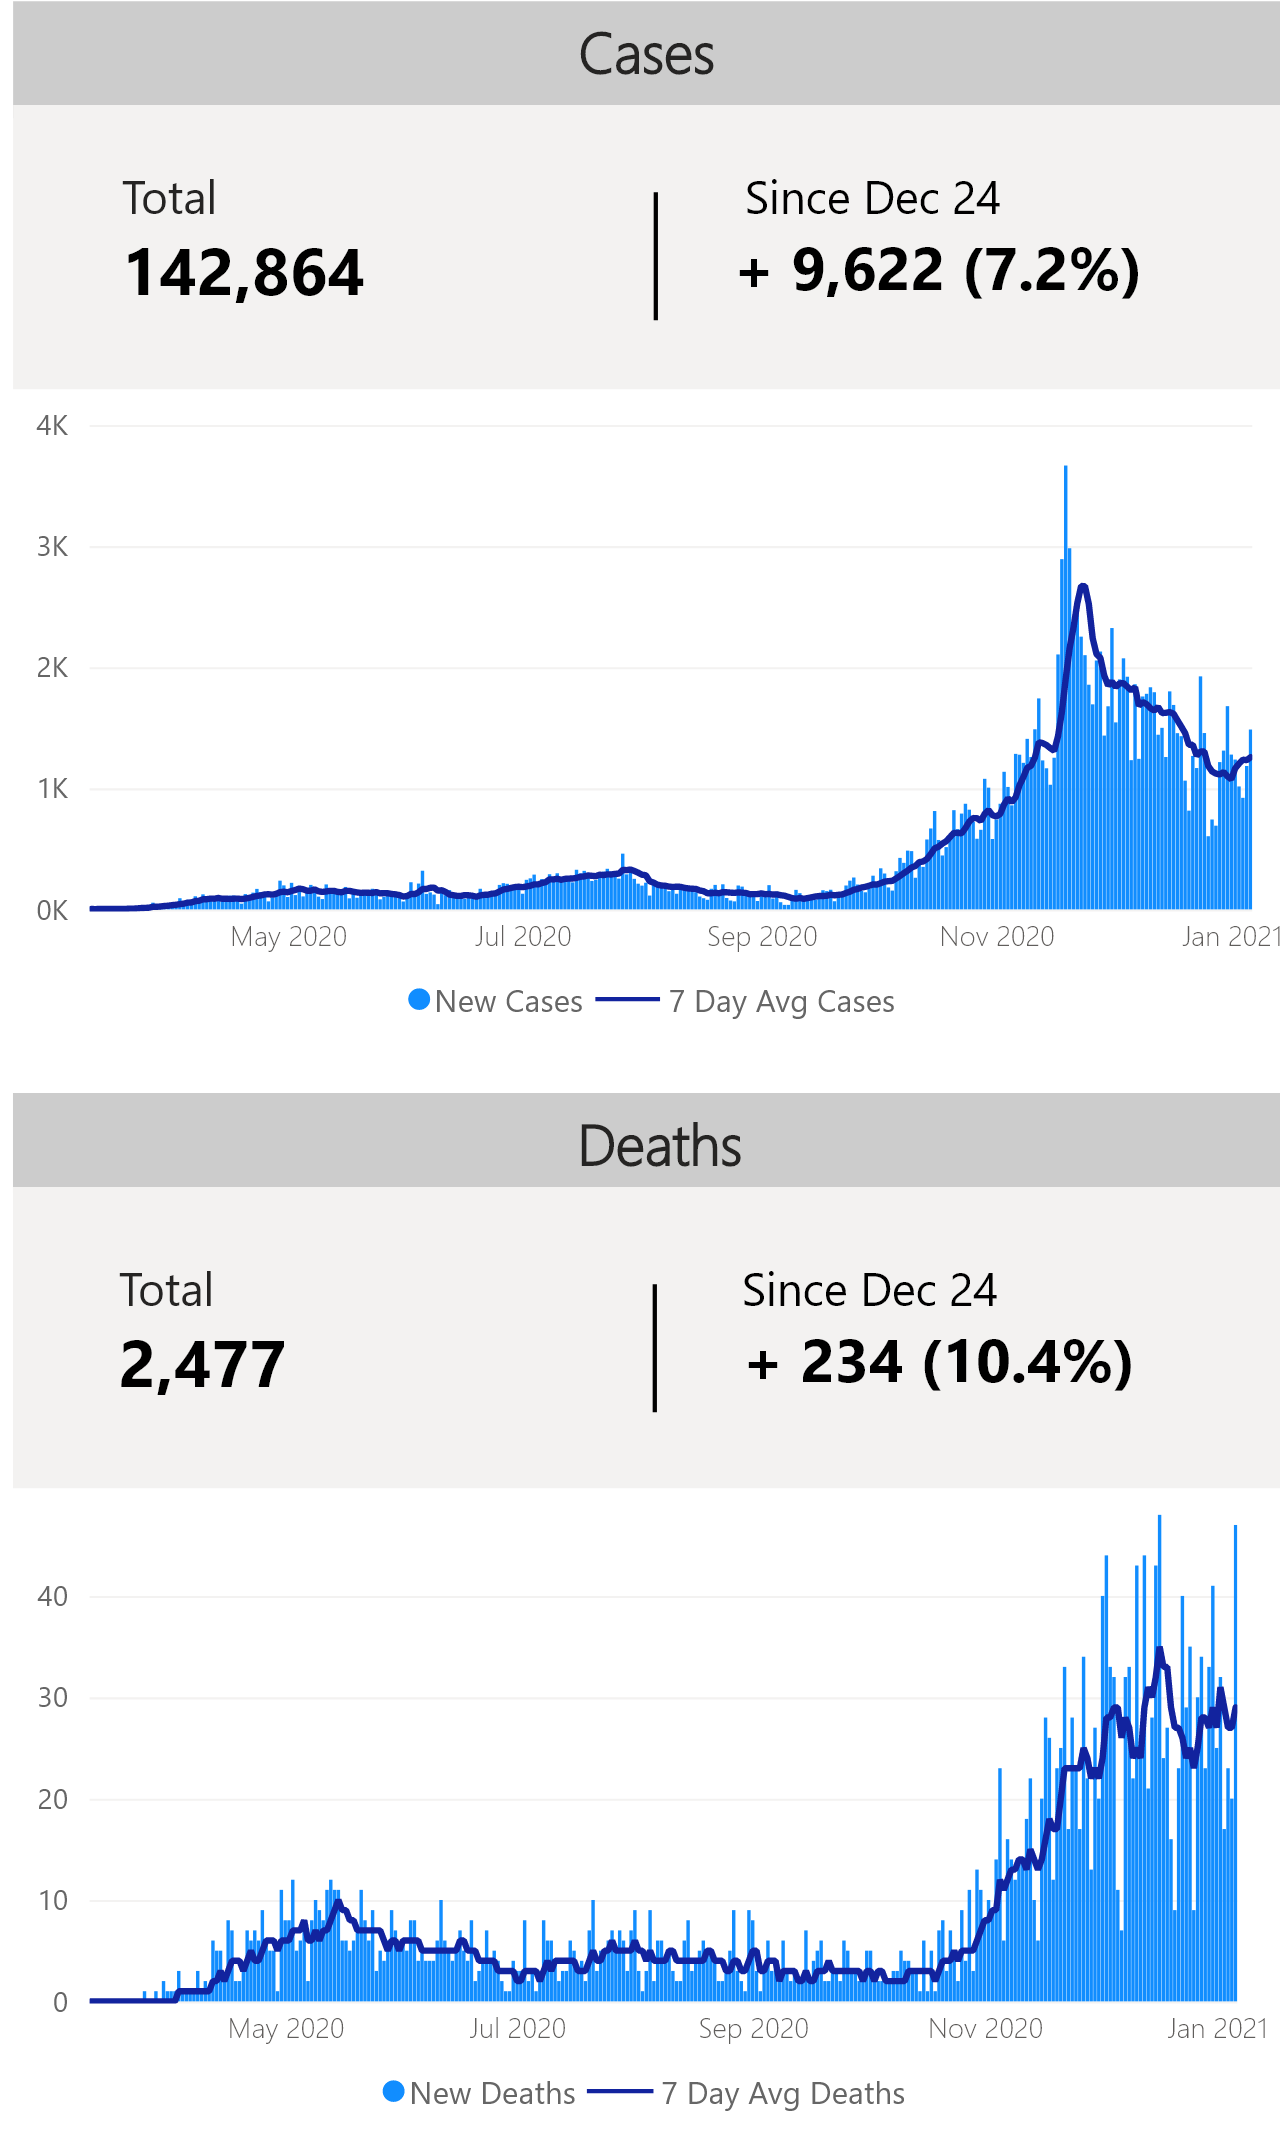 Cases
Total
Since Dec 24
142,864
+ 9,622 (7.2%)
4K
3K
2K
1K
0K
May 2020
Jul 2020
Sep 2020
Nov 2020
Jan 2021
New Cases
7 Day Avg Cases
Deaths
Total
Since Dec 24
2,477
+ 234 (10.4%)
40
30
20
10
0
May 2020
Jul 2020
Sep 2020
Nov 2020
Jan 2021
New Deaths
7 Day Avg Deaths